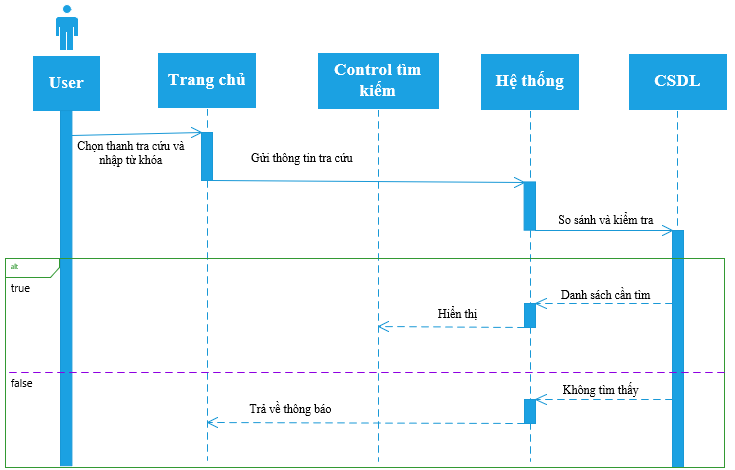 User
Trang chủ
Control tìm
kiếm
Hệ thống
CSDL
Chọn thanh tra cứu và
nhập từ khóa
Gửi thông tin tra cứu
So sánh và kiểm tra
alt
true
Danh sách cần tìm
Hiển thị
false
Không tìm thấy
Trả về thông báo